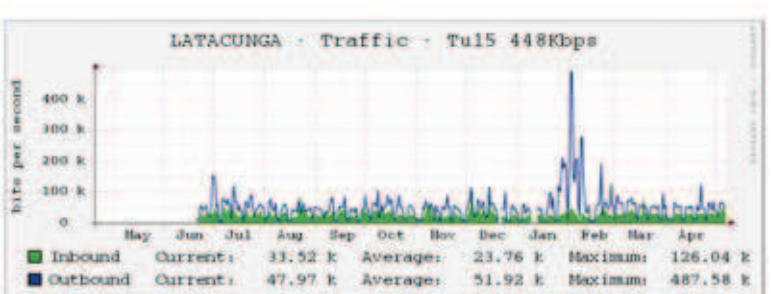 LATACUNGA - Traffic - Tu15 448Kbps
bits per second
400 k
300 k
200 k
100 k
0
May Jun Jul Aug Sep Oct Nov Dec Jan Feb Mar Apr
Inbound Current: 33.52 k Average: 23.76 k Maximum: 126.04 k
Outbound Current: 47.97 k Average: 51.92 k Maximum: 487.58 k